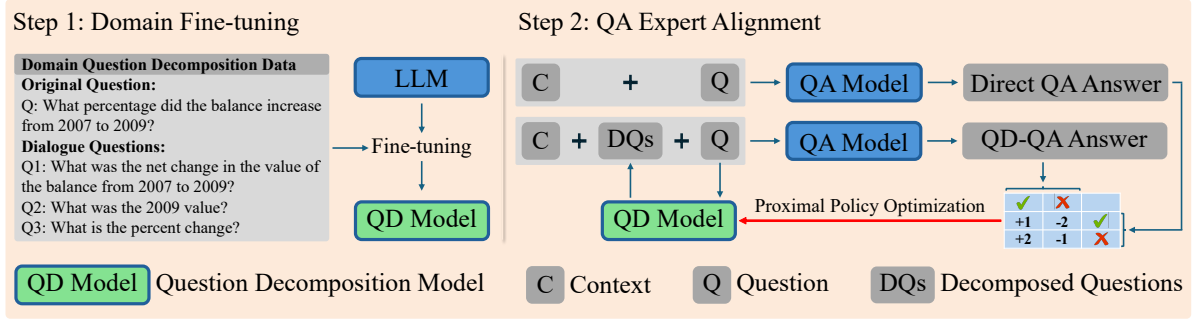 Step 1: Domain Fine-tuning
Domain Question Decomposition Data
Original Question:
Q: What percentage did the balance increase
from 2007 to 2009?
Dialogue Questions:
Q1: What was the net change in the value of
the balance from 2007 to 2009?
Q2: What was the 2009 value?
Q3: What is the percent change?
LLM
Fine-tuning
QD Model
Step 2: QA Expert Alignment
C + Q QA Model Direct QA Answer
C + DQs + Q QA Model QD-QA Answer
QD Model Proximal Policy Optimization
+1 -2
+2 -1
QD Model Question Decomposition Model C Context Q Question DQs Decomposed Questions